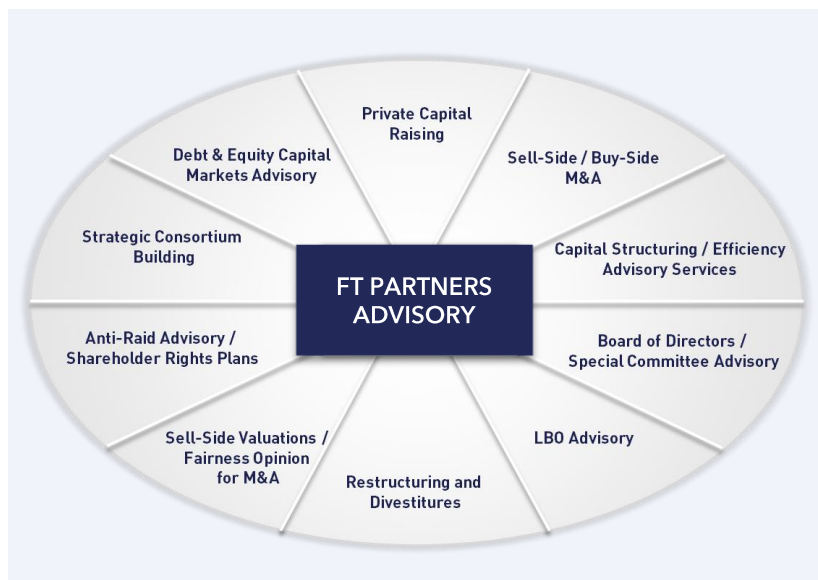 Private Capital
Raising
Sell-Side / Buy-Side
M&A
Capital Structuring / Efficiency
Advisory Services
Board of Directors /
Special Committee Advisory
LBO Advisory
Restructuring and
Divestitures
Sell-Side Valuations /
Fairness Opinion
for M&A
Anti-Raid Advisory /
Shareholder Rights Plans
Strategic Consortium
Building
Debt & Equity Capital
Markets Advisory
FT PARTNERS
ADVISORY